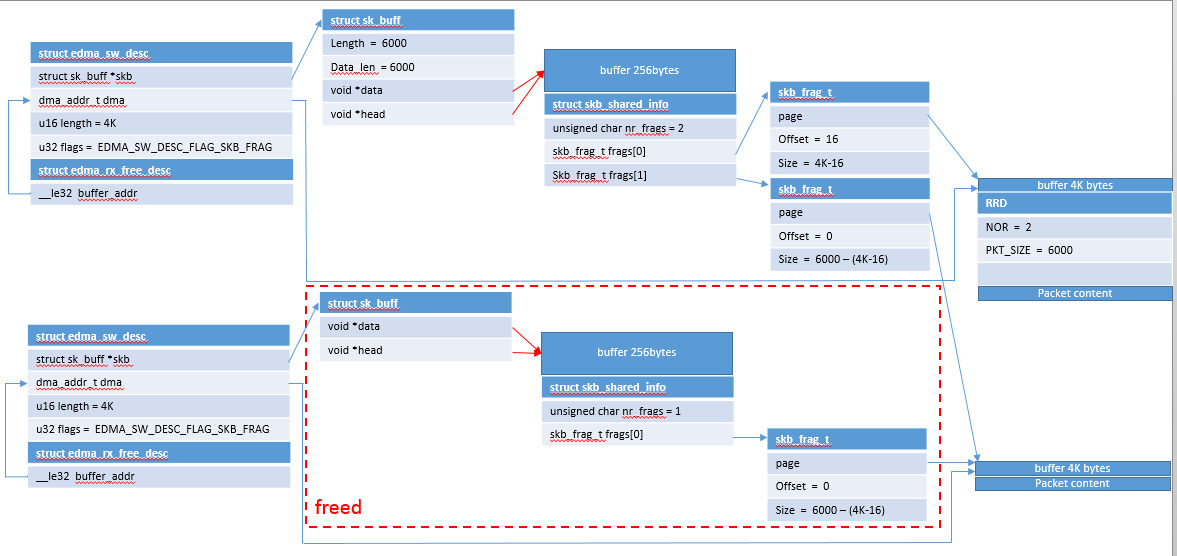 struct sk_buff
Length = 6000
Data_len = 6000
void *data
void *head
struct edma_sw_desc
struct sk_buff *skb
dma_addr_t dma
u16 length = 4K
u32 flags = EDMA_SW_DESC_FLAG_SKB_FRAG
struct edma_rx_free_desc
__le32 buffer_addr
buffer 256bytes
struct skb_shared_info
unsigned char nr_frags = 2
skb_frag_t frags[0]
Skb_frag_t frags[1]
skb_frag_t
page
Offset = 16
Size = 4K-16
skb_frag_t
page
Offset = 0
Size = 6000 – (4K-16)
buffer 4K bytes
RRD
NOR = 2
PKT_SIZE = 6000
Packet content
struct sk_buff
void *data
void *head
struct edma_sw_desc
struct sk_buff *skb
dma_addr_t dma
u16 length = 4K
u32 flags = EDMA_SW_DESC_FLAG_SKB_FRAG
struct edma_rx_free_desc
__le32 buffer_addr
buffer 256bytes
struct skb_shared_info
unsigned char nr_frags = 1
skb_frag_t frags[0]
skb_frag_t
page
Offset = 0
Size = 6000 – (4K-16)
buffer 4K bytes
Packet content
freed